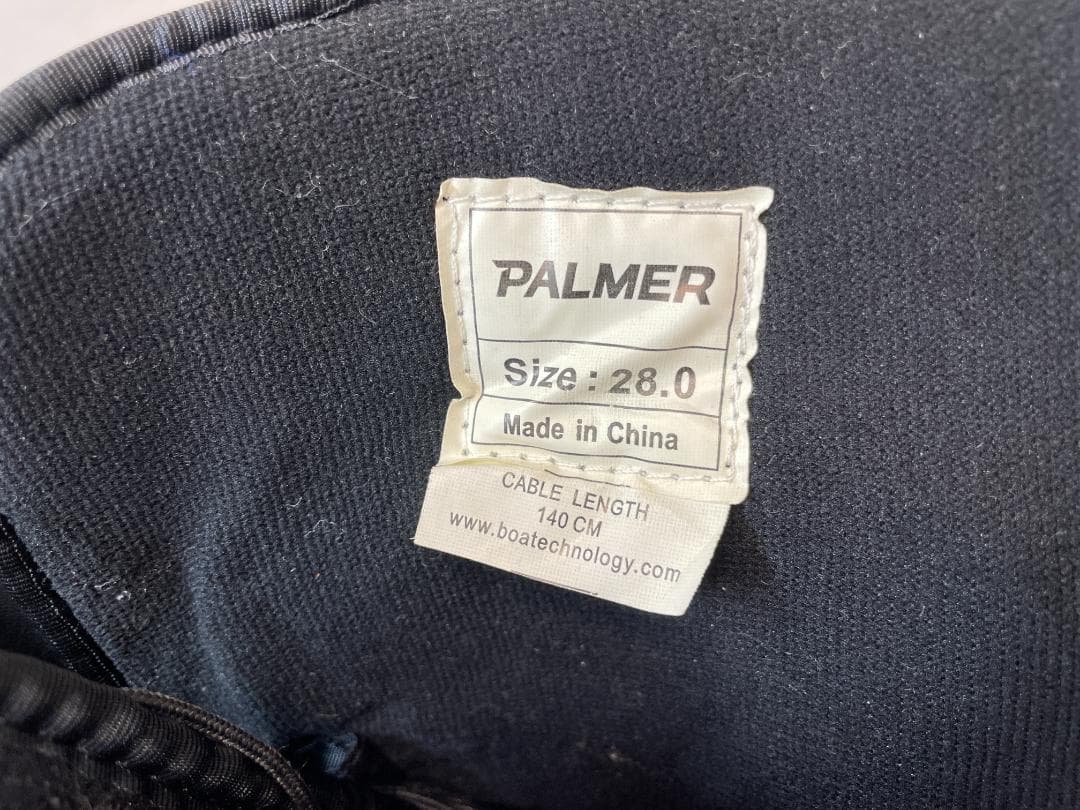 PALMER
Size : 28.0
Made in China
CABLE LENGTH
140 CM
www.boatechnology.com